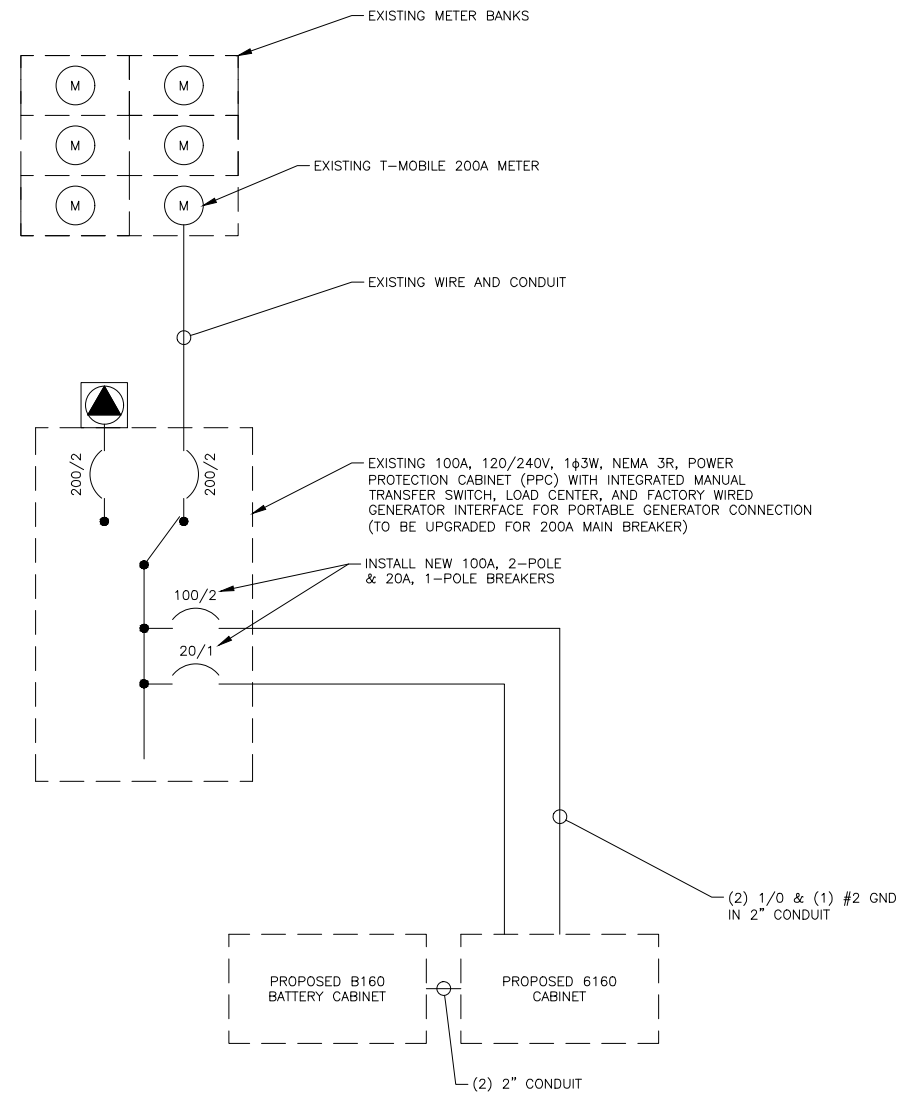 EXISTING METER BANKS
M
M
M
M
EXISTING T-MOBILE 200A METER
M
M
EXISTING WIRE AND CONDUIT
200/2
200/2
EXISTING 100A, 120/240V, 1ϕ3W, NEMA 3R, POWER
PROTECTION CABINET (PPC) WITH INTEGRATED MANUAL
TRANSFER SWITCH, LOAD CENTER, AND FACTORY WIRED
GENERATOR INTERFACE FOR PORTABLE GENERATOR CONNECTION
(TO BE UPGRADED FOR 200A MAIN BREAKER)
INSTALL NEW 100A, 2-POLE
& 20A, 1-POLE BREAKERS
100/2
20/1
(2) 1/0 & (1) #2 GND
IN 2" CONDUIT
PROPOSED B160
BATTERY CABINET
PROPOSED 6160
CABINET
(2) 2" CONDUIT